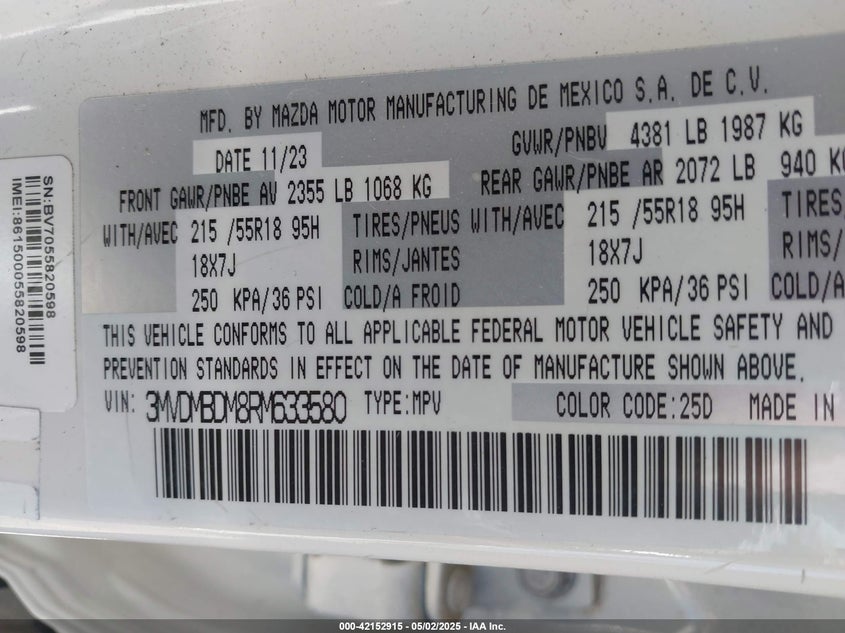 MFD. BY MAZDA MOTOR MANUFACTURING DE MEXICO S.A. DE C.V.
DATE 11/23 GVWR/PNBV 4381 LB 1987 KG
FRONT GAWR/PNBE AV 2355 LB 1068 KG REAR GAWR/PNBE AR 2072 LB 940 KG
WITH/AVEC 215 /55R18 95H TIRES/PNEUS WITH/AVEC 215 /55R18 95H TIRES/
18X7J RIMS/JANTES 18X7J RIMS/
250 KPA/36 PSI COLD/A FROID 250 KPA/36 PSI COLD/A
THIS VEHICLE CONFORMS TO ALL APPLICABLE FEDERAL MOTOR VEHICLE SAFETY AND
PREVENTION STANDARDS IN EFFECT ON THE DATE OF MANUFACTURE SHOWN ABOVE.
VIN: 3MVDMBDM8RM633580 TYPE:MPV COLOR CODE:25D MADE IN
SN:BV7055820598
IMEI:861500055820598
000-42152915 - 05/02/2025 - IAA Inc.